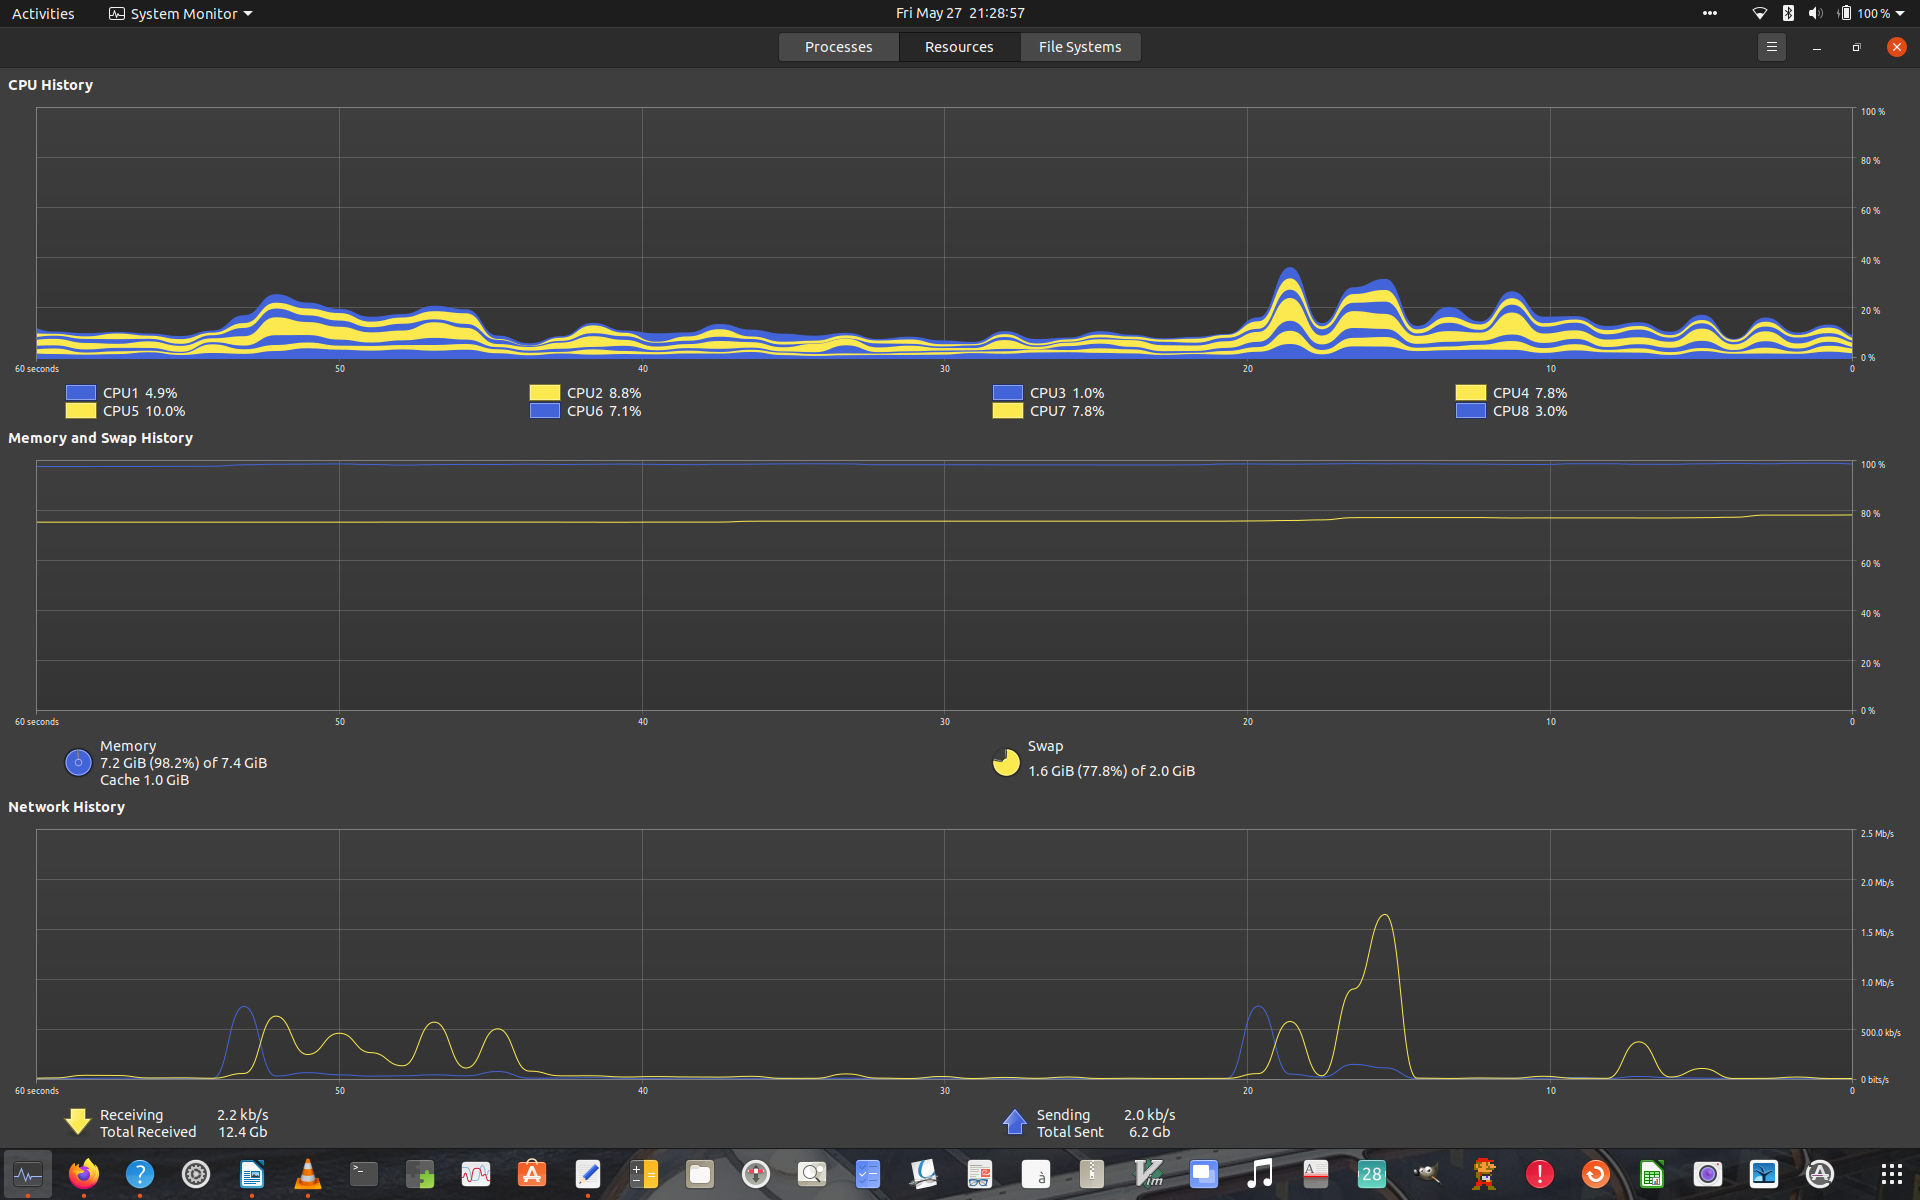 Activities System Monitor Fri May 27 21:28:57 100 %
Processes Resources File Systems
CPU History
100 %
80 %
60 %
40 %
20 %
0 %
60 seconds 50 40 30 20 10 0
CPU1 4.9% CPU2 8.8% CPU3 1.0% CPU4 7.8%
CPU5 10.0% CPU6 7.1% CPU7 7.8% CPU8 3.0%
Memory and Swap History
100 %
80 %
60 %
40 %
20 %
0 %
60 seconds 50 40 30 20 10 0
Memory
7.2 GiB (98.2%) of 7.4 GiB
Cache 1.0 GiB
Swap
1.6 GiB (77.8%) of 2.0 GiB
Network History
2.5 Mb/s
2.0 Mb/s
1.5 Mb/s
1.0 Mb/s
500.0 kb/s
0 bits/s
60 seconds 50 40 30 20 10 0
Receiving 2.2 kb/s
Total Received 12.4 Gb
Sending 2.0 kb/s
Total Sent 6.2 Gb
? >_ A à Vim A 28 ! A